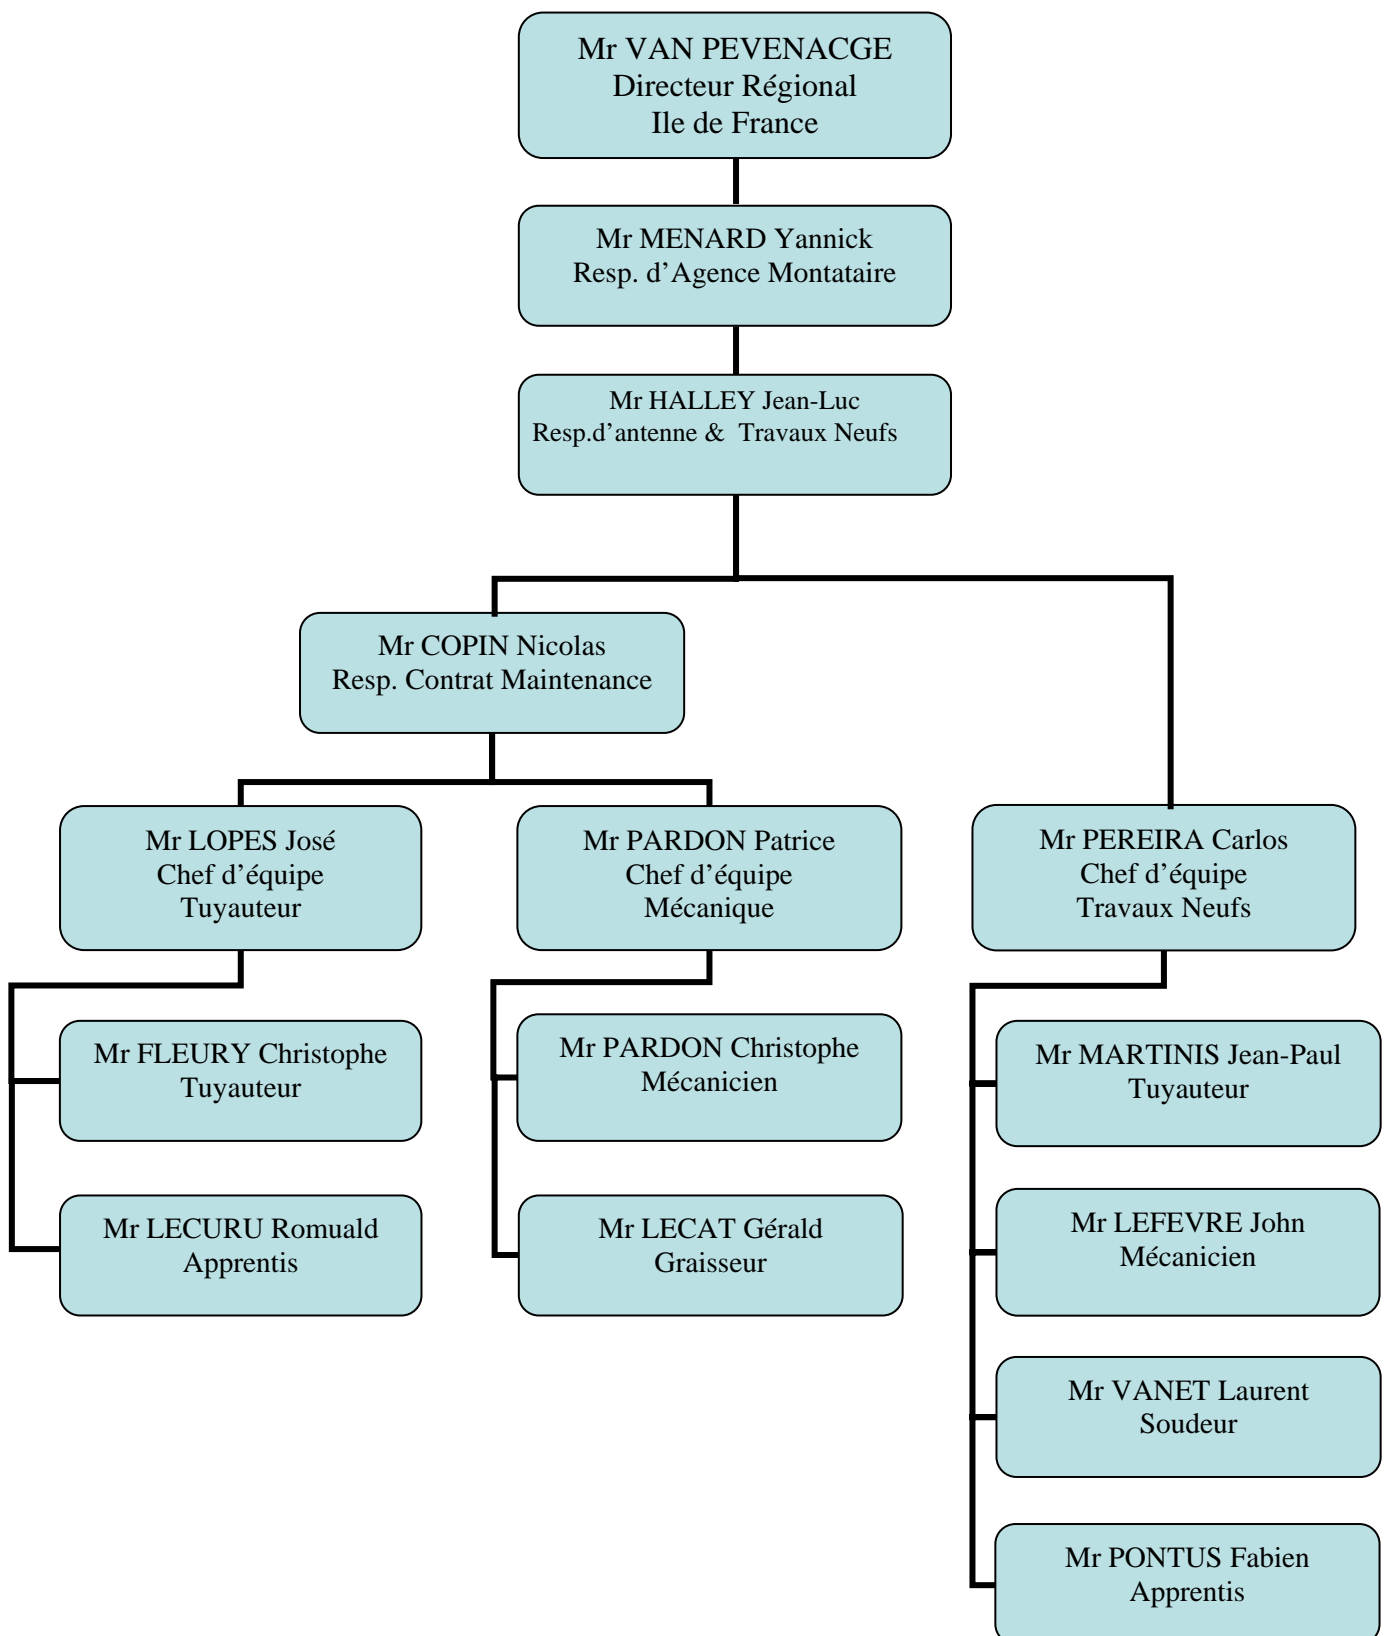 Mr VAN PEVENACGE
Directeur Régional
Ile de France
Mr MENARD Yannick
Resp. d’Agence Montataire
Mr HALLEY Jean-Luc
Resp.d’antenne & Travaux Neufs
Mr COPIN Nicolas
Resp. Contrat Maintenance
Mr LOPES José
Chef d’équipe
Tuyauteur
Mr PARDON Patrice
Chef d’équipe
Mécanique
Mr PEREIRA Carlos
Chef d’équipe
Travaux Neufs
Mr FLEURY Christophe
Tuyauteur
Mr LECURU Romuald
Apprentis
Mr PARDON Christophe
Mécanicien
Mr LECAT Gérald
Graisseur
Mr MARTINIS Jean-Paul
Tuyauteur
Mr LEFEVRE John
Mécanicien
Mr VANET Laurent
Soudeur
Mr PONTUS Fabien
Apprentis